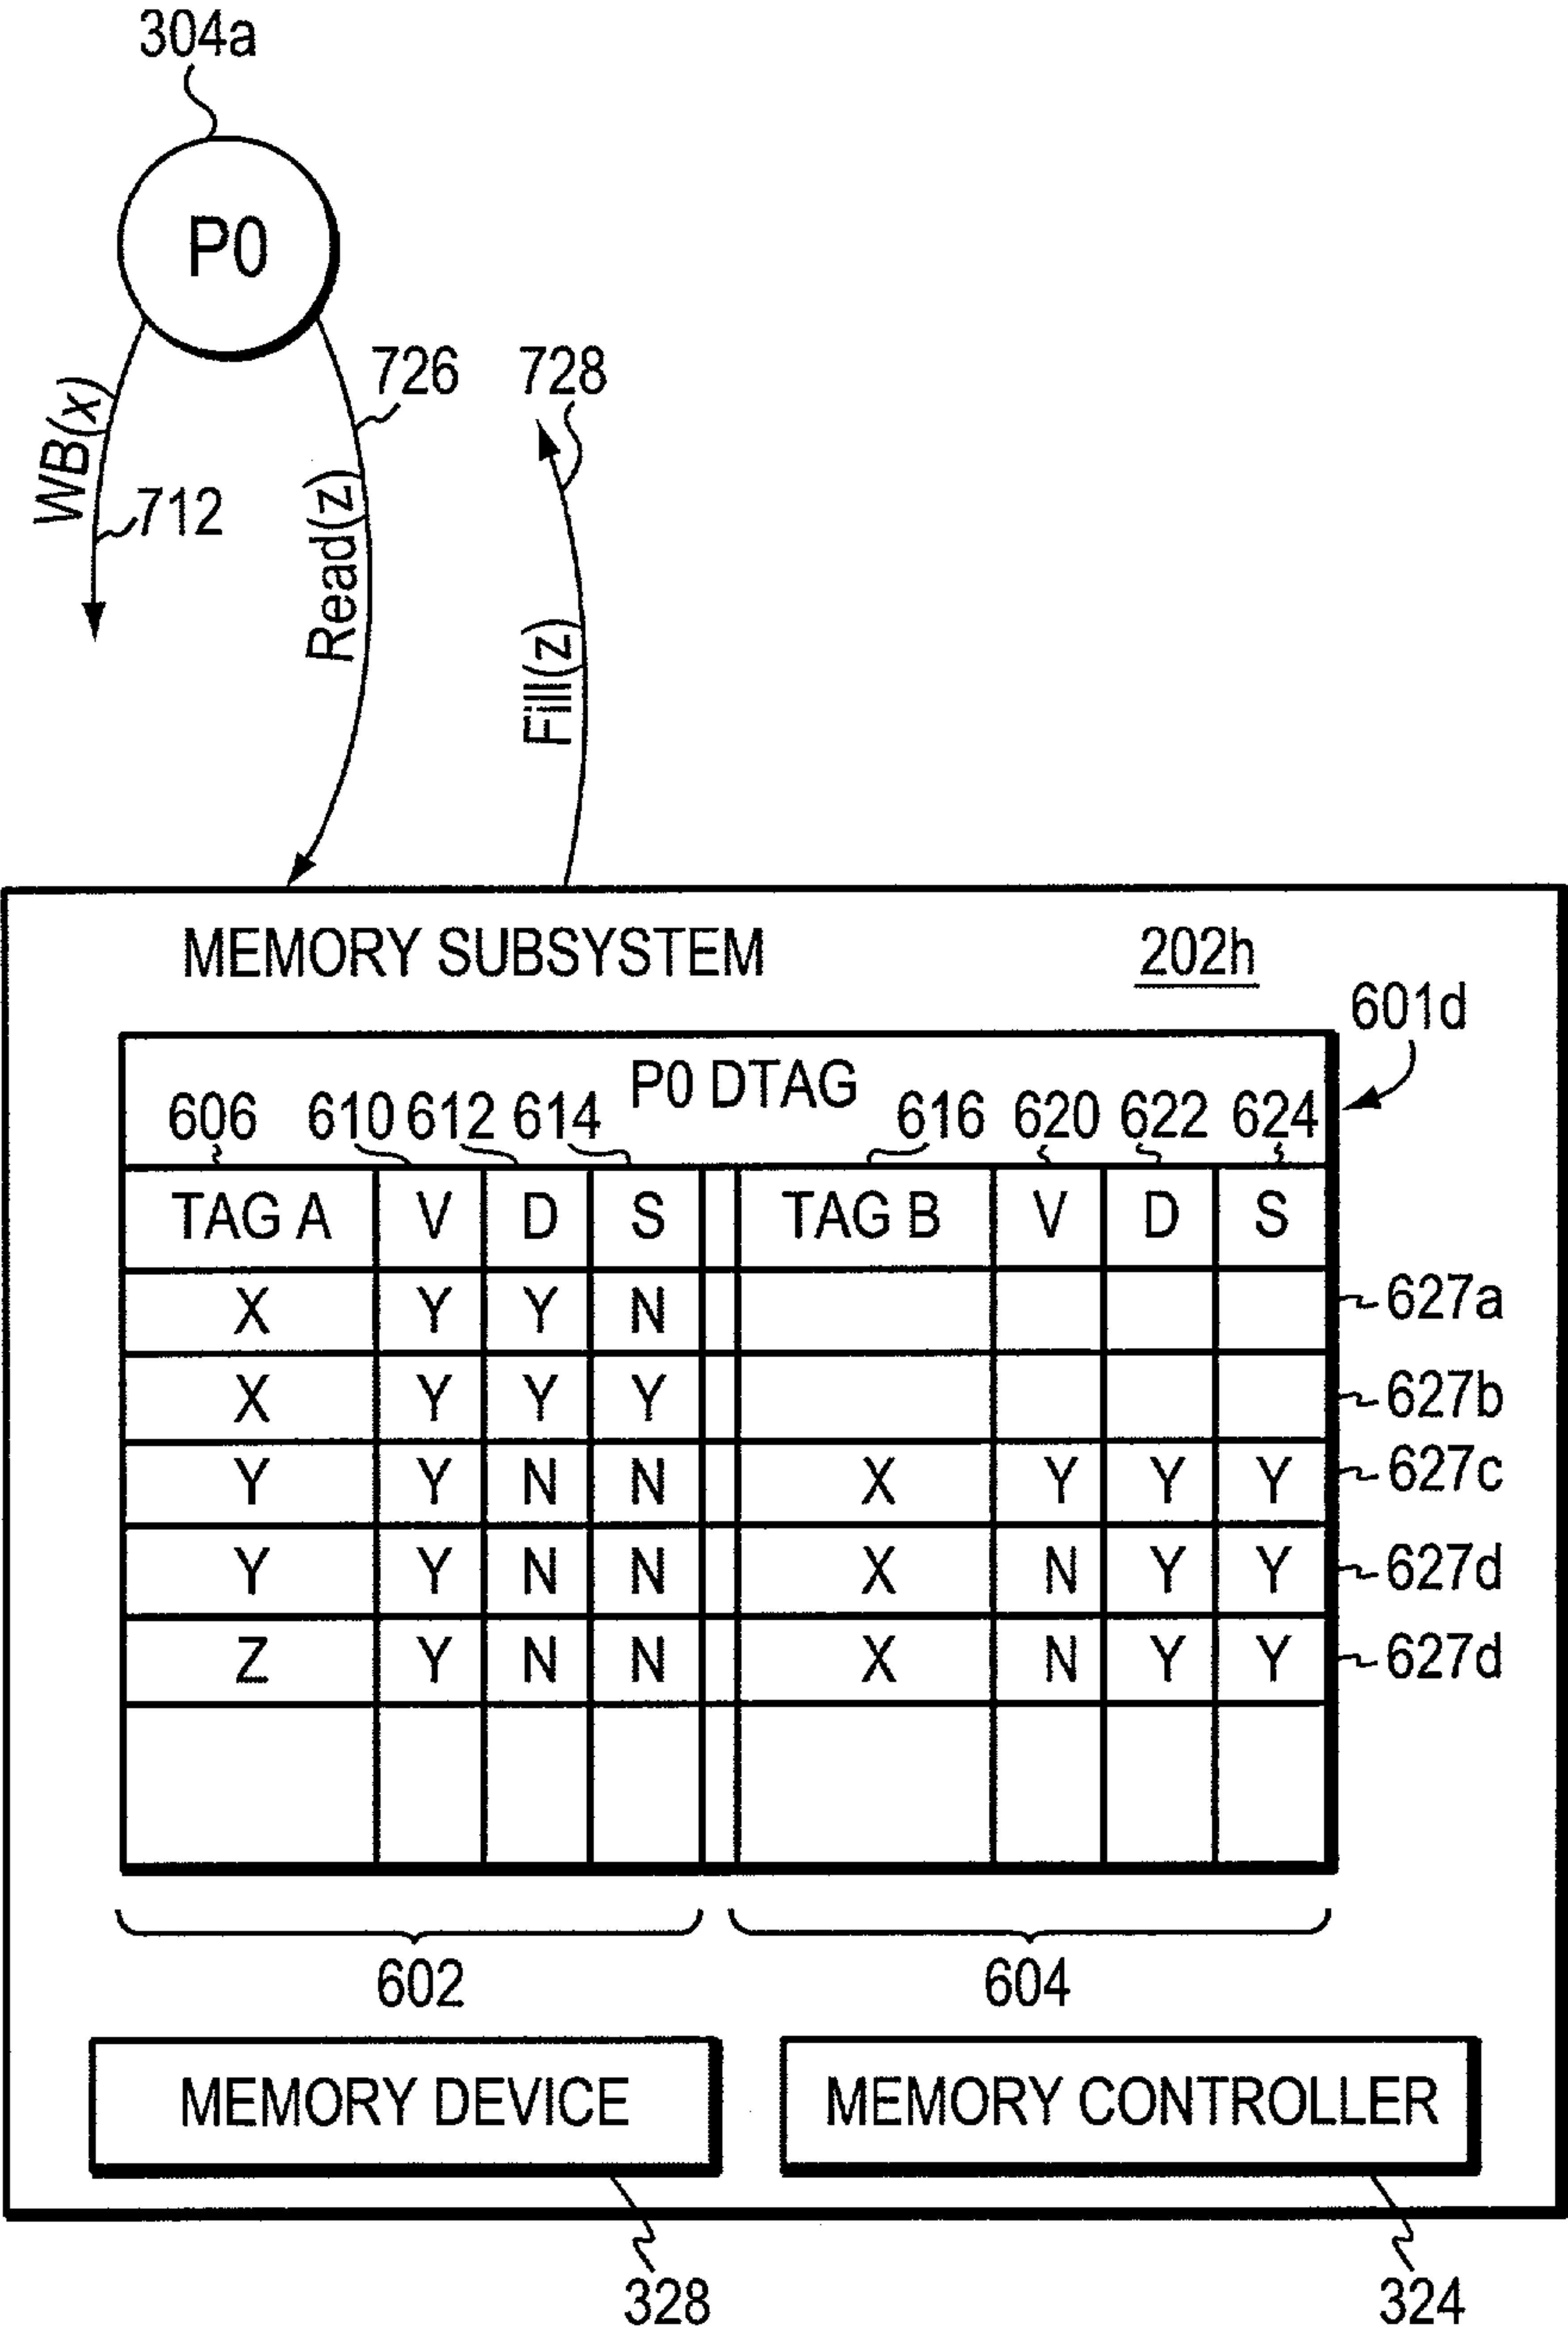 304a
P0
726
728
WB(x)
712
Read(z)
Fill(z)
MEMORY SUBSYSTEM 202h
601d
P0 DTAG
606 610 612 614 616 620 622 624
TAG A V D S TAG B V D S
X Y Y N 627a
X Y Y Y 627b
Y Y N N X Y Y Y 627c
Y Y N N X N Y Y 627d
Z Y N N X N Y Y 627d
602 604
MEMORY DEVICE MEMORY CONTROLLER
328 324